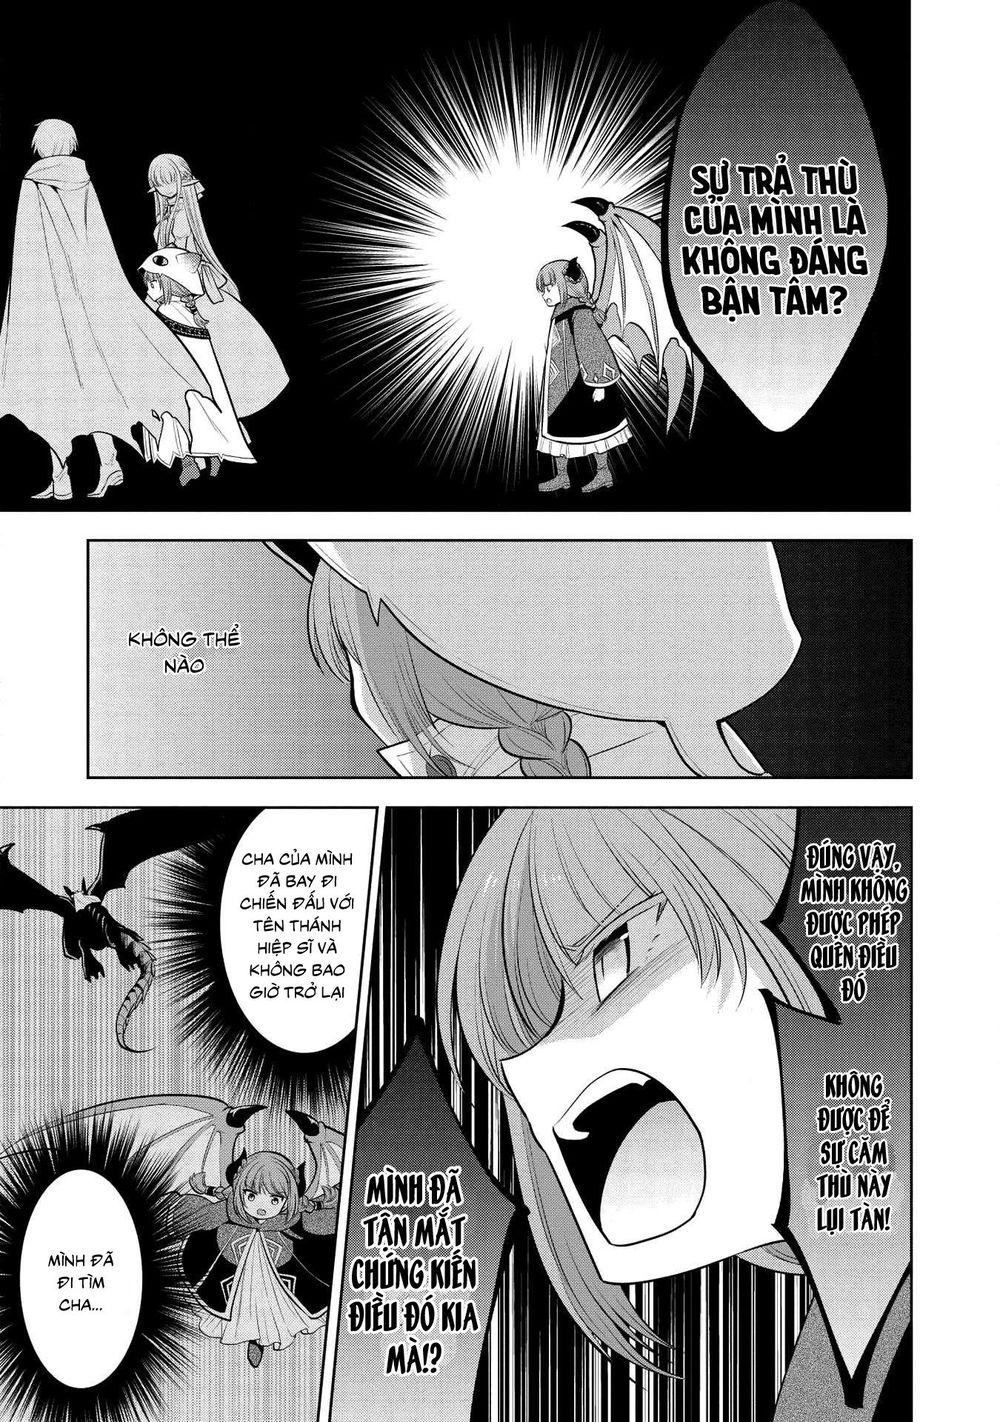 SỰ TRẢ THÙ
CỦA MÌNH LÀ
KHÔNG ĐÁNG
BẬN TÂM?
KHÔNG THỂ
NÀO
ĐÚNG VẬY,
MÌNH KHÔNG
ĐƯỢC PHÉP
QUÊN ĐIỀU
ĐÓ
KHÔNG
ĐƯỢC ĐỂ
SỰ CĂM
THÙ NÀY
LỤI TÀN!
MÌNH ĐÃ
TẬN MẮT
CHỨNG KIẾN
ĐIỀU ĐÓ KIA
MÀ!?
CHA CỦA MÌNH
ĐÃ BAY ĐI
CHIẾN ĐẤU VỚI
TÊN THÁNH
HIỆP SĨ VÀ
KHÔNG BAO
GIỜ TRỞ LẠI
MÌNH ĐÃ
ĐI TÌM
CHA...